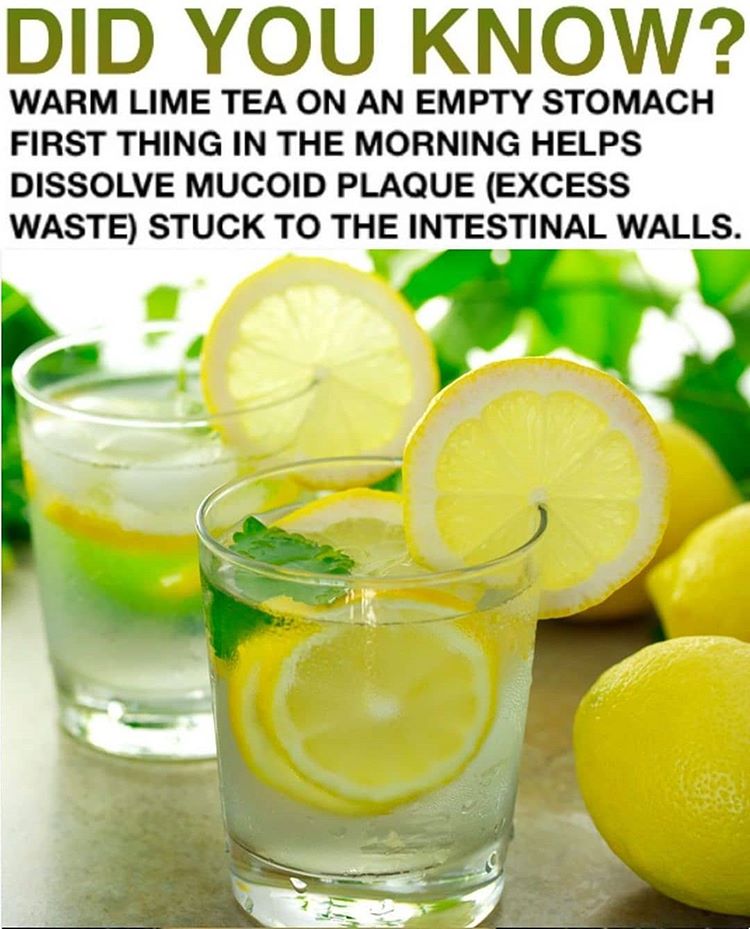 DID YOU KNOW?
WARM LIME TEA ON AN EMPTY STOMACH
FIRST THING IN THE MORNING HELPS
DISSOLVE MUCOID PLAQUE (EXCESS
WASTE) STUCK TO THE INTESTINAL WALLS.